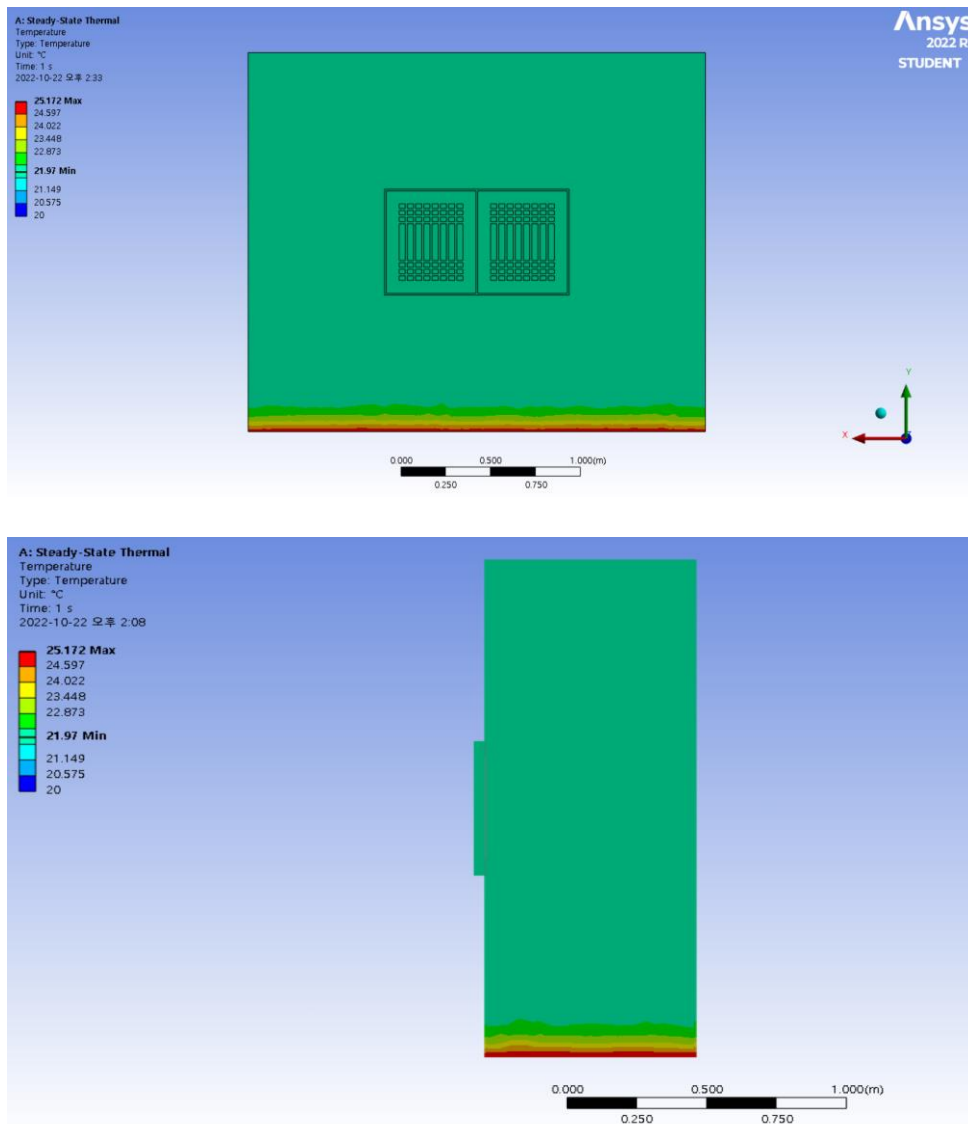 A: Steady-State Thermal
Temperature
Type: Temperature
Unit: °C
Time: 1 s
2022-10-22 오후 2:33
25.172 Max
24.597
24.022
23.448
22.873
21.97 Min
21.149
20.575
20
Ansys
2022 R
STUDENT
Y
X
0.000 0.500 1.000(m)
0.250 0.750
A: Steady-State Thermal
Temperature
Type: Temperature
Unit: °C
Time: 1 s
2022-10-22 오후 2:08
25.172 Max
24.597
24.022
23.448
22.873
21.97 Min
21.149
20.575
20
0.000 0.500 1.000(m)
0.250 0.750